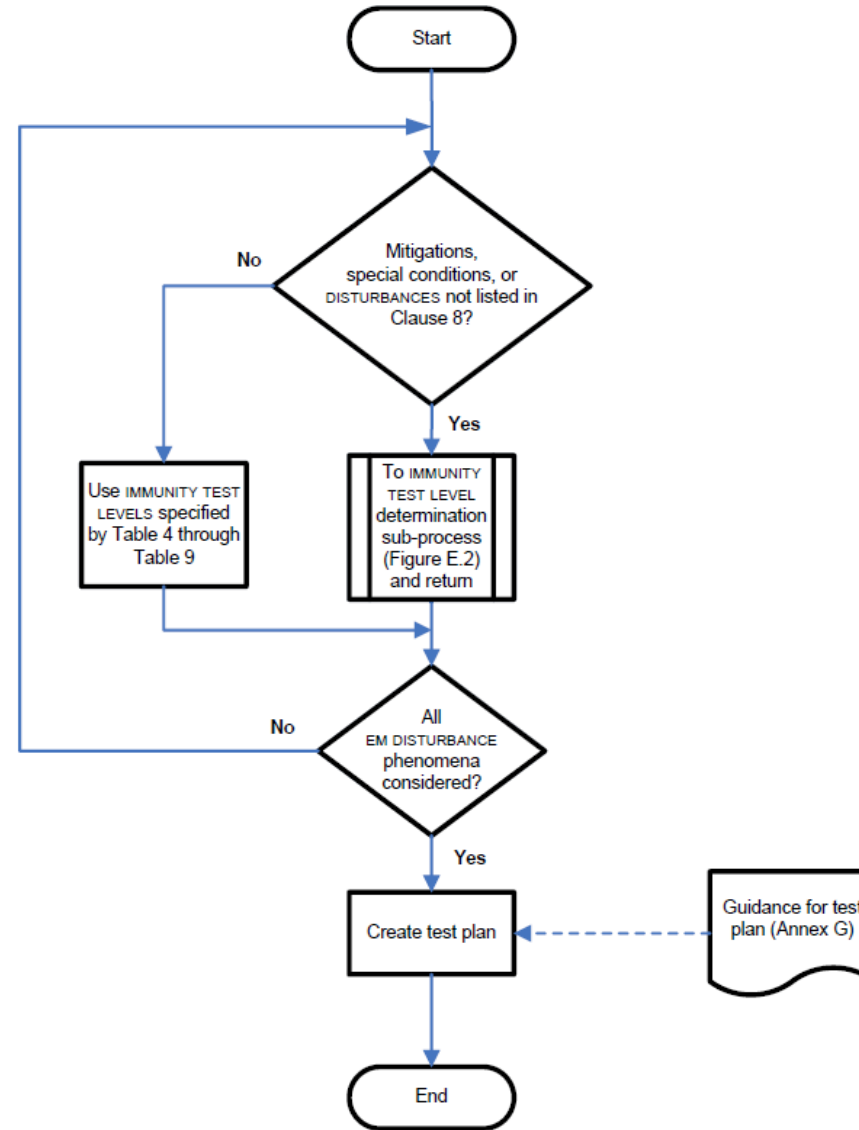 Start
Mitigations,
special conditions, or
DISTURBANCES not listed in
Clause 8?
No
Yes
Use IMMUNITY TEST
LEVELS specified
by Table 4 through
Table 9
To IMMUNITY
TEST LEVEL
determination
sub-process
(Figure E.2)
and return
All
EM DISTURBANCE
phenomena
considered?
No
Yes
Create test plan
Guidance for test
plan (Annex G)
End